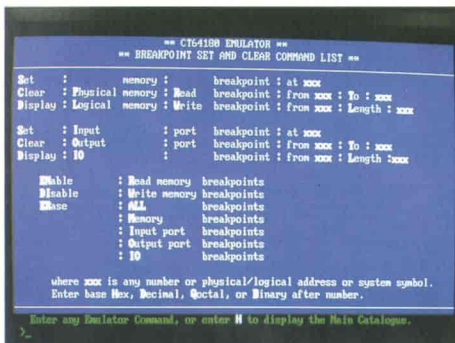 ** CT64180 EMULATOR **
** BREAKPOINT SET AND CLEAR COMMAND LIST **
Set : memory : breakpoint : at xxx
Clear : Physical memory : Read breakpoint : from xxx : To : xxx
Display : Logical memory : Write breakpoint : from xxx : Length : xxx
Set : Input : port breakpoint : at xxx
Clear : Output : port breakpoint : from xxx : To : xxx
Display : IO : breakpoint : from xxx : Length :xxx
ENable : Read memory breakpoints
DIsable : Write memory breakpoints
ERase : ALL breakpoints
: Memory breakpoints
: Input port breakpoints
: Output port breakpoints
: IO breakpoints
where xxx is any number or physical/logical address or system symbol.
Enter base Hex, Decimal, Qoctal, or Binary after number.
Enter any Emulator Command, or enter H to display the Main Catalogue.
>_